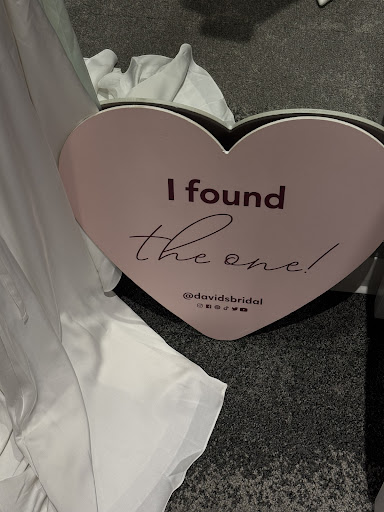 I found
the one!
@davidsbridal